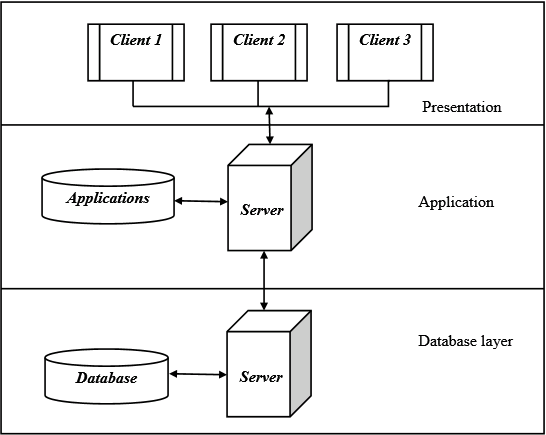 Client 1
Client 2
Client 3
Presentation
Applications
Server
Application
Database layer
Database
Server